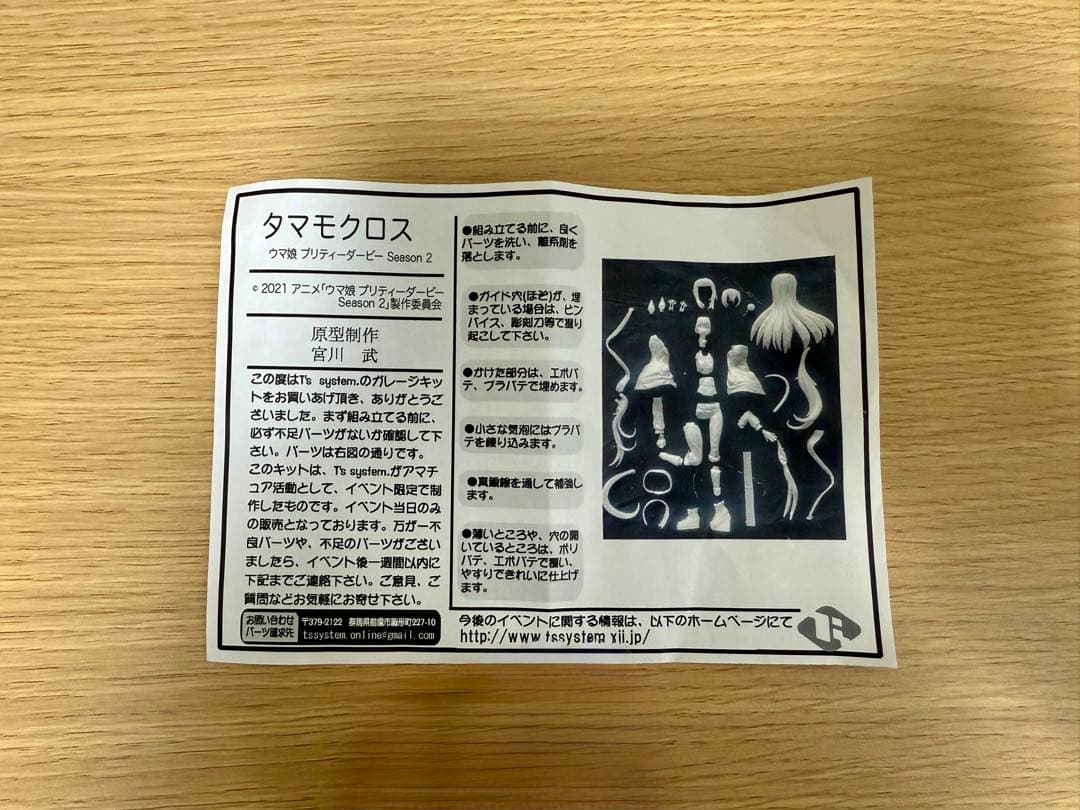 タマモクロス
ウマ娘 プリティーダービー Season 2
© 2021 アニメ「ウマ娘 プリティーダービー
Season 2」製作委員会
原型制作
宮川 武
この度はT's system.のガレージキッ
トをお買いあげ頂き、ありがとうご
ざいました。まず組み立てる前に、
必ず不足パーツがないか確認して下
さい。パーツは右図の通りです。
このキットは、T's system.がアマチ
ュア活動として、イベント限定で制
作したものです。イベント当日のみ
の販売となっております。万が一不
良パーツや、不足のパーツがござい
ましたら、イベント後一週間以内に
下記までご連絡下さい。ご意見、ご
質問などお気軽にお寄せ下さい。
お問い合わせ
パーツ請求先
〒379-2122 群馬県前橋市駒形町227-10
tssystem.online@gmail.com
●組み立てる前に、良く
パーツを洗い、離系剤を
落とします。
●ガイド穴(ほぞ)が、埋
まっている場合は、ピン
バイス、彫刻刀等で掘り
起こして下さい。
●かけた部分は、エポパ
テ、プラパテで埋めます。
●小さな気泡にはプラパ
テを練り込みます。
●真鍮線を通して補強し
ます。
●薄いところや、穴の開
いているところは、ポリ
パテ、エポパテで覆い、
やすりできれいに仕上げ
ます。
今後のイベントに関する情報は、以下のホームページにて
http://www.tssystem.xii.jp/